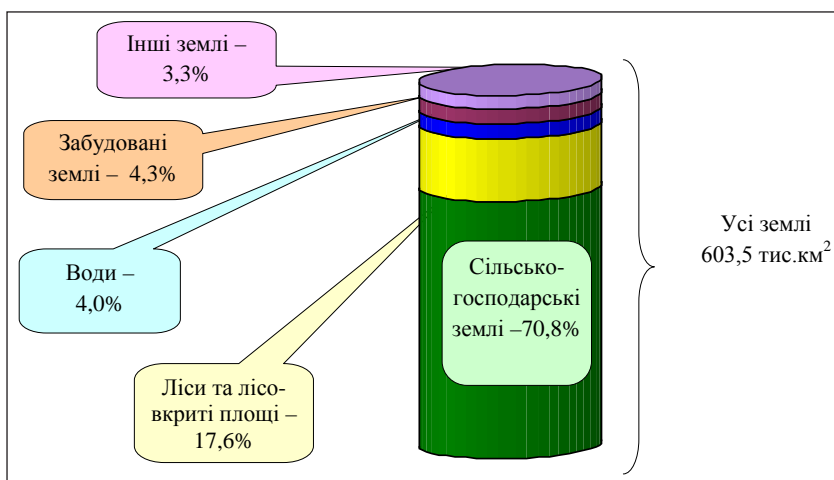 Інші землі –
3,3%
Забудовані
землі – 4,3%
Води –
4,0%
Ліси та лісо-
вкриті площі –
17,6%
Сільсько-
господарські
землі –70,8%
Усі землі
603,5 тис.км²